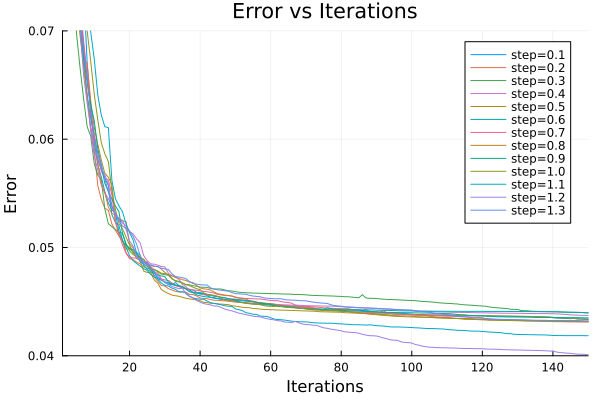 Error vs Iterations
0.07
0.06
0.05
0.04
Error
step=0.1
step=0.2
step=0.3
step=0.4
step=0.5
step=0.6
step=0.7
step=0.8
step=0.9
step=1.0
step=1.1
step=1.2
step=1.3
20 40 60 80 100 120 140
Iterations